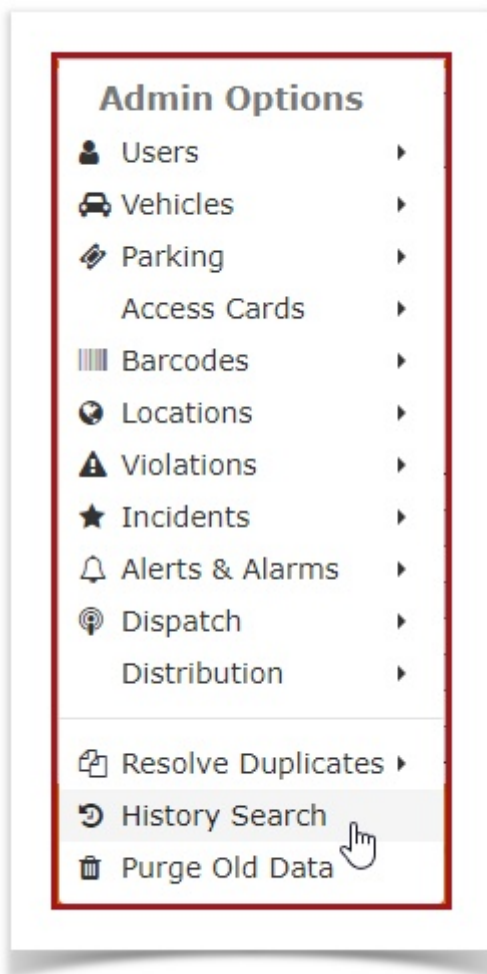 Admin Options
Users
Vehicles
Parking
Access Cards
Barcodes
Locations
Violations
Incidents
Alerts & Alarms
Dispatch
Distribution
Resolve Duplicates
History Search
Purge Old Data